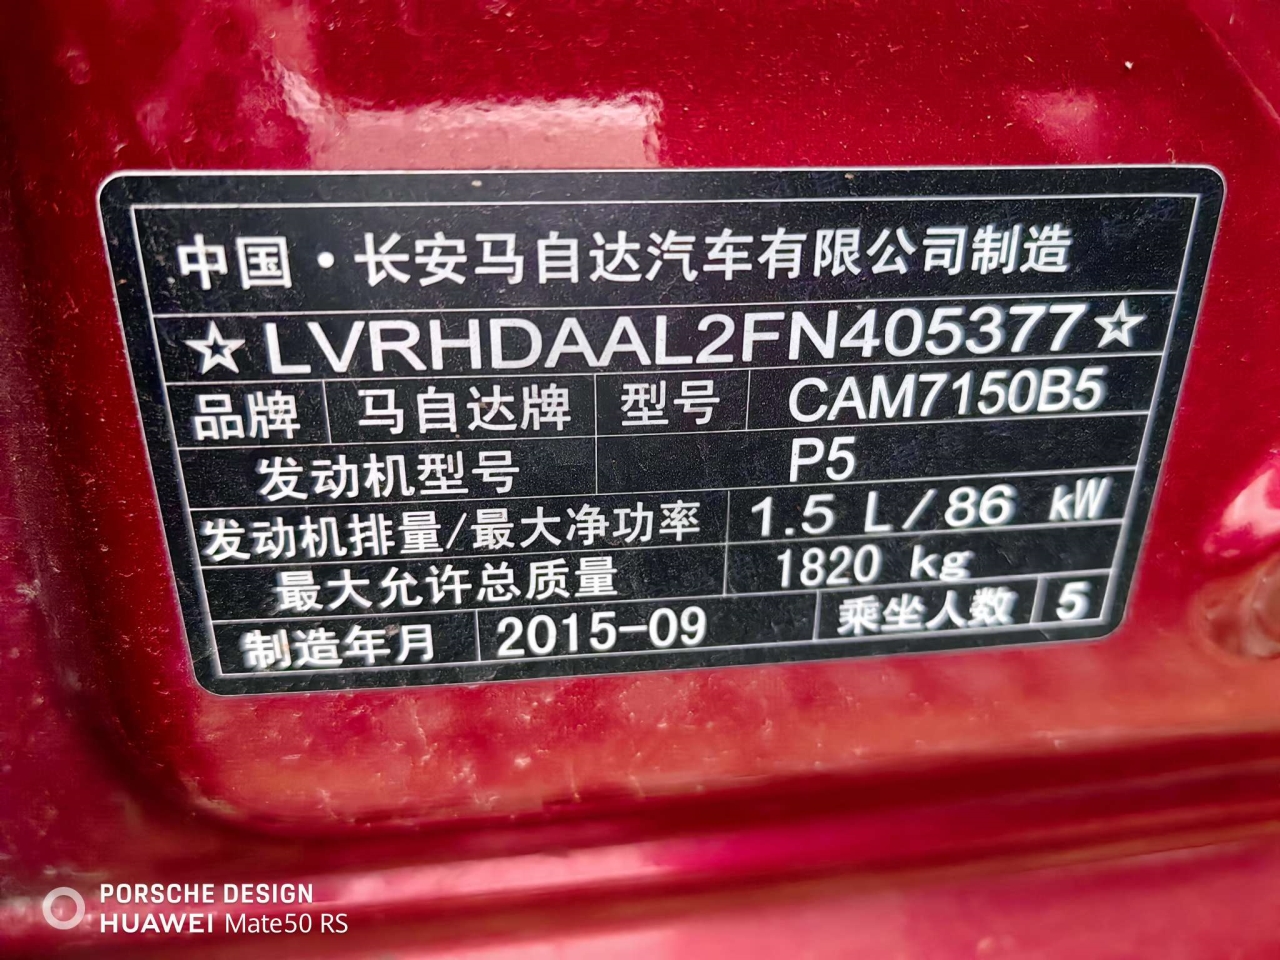 中国·长安马自达汽车有限公司制造
☆LVRHDAAL2FN405377☆
品牌 马自达牌 型号 CAM7150B5
发动机型号 P5
发动机排量/最大净功率 1.5 L/86 kW
最大允许总质量 1820 kg
制造年月 2015-09 乘坐人数 5
PORSCHE DESIGN
HUAWEI Mate50 RS